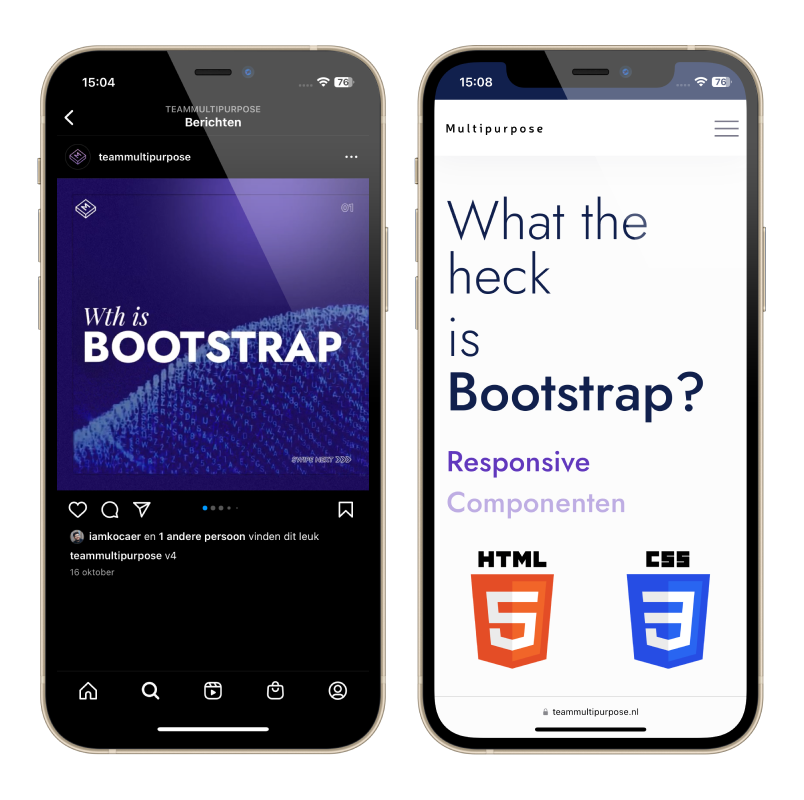 15:04
76
TEAMMULTIPURPOSE
Berichten
teammultipurpose
M
01
Wth is
BOOTSTRAP
SWIPE NEXT
iamkocaer en 1 andere persoon vinden dit leuk
teammultipurpose v4
16 oktober
15:08
76
Multipurpose
What the
heck
is
Bootstrap?
Responsive
Componenten
HTML
CSS
5
3
teammultipurpose.nl